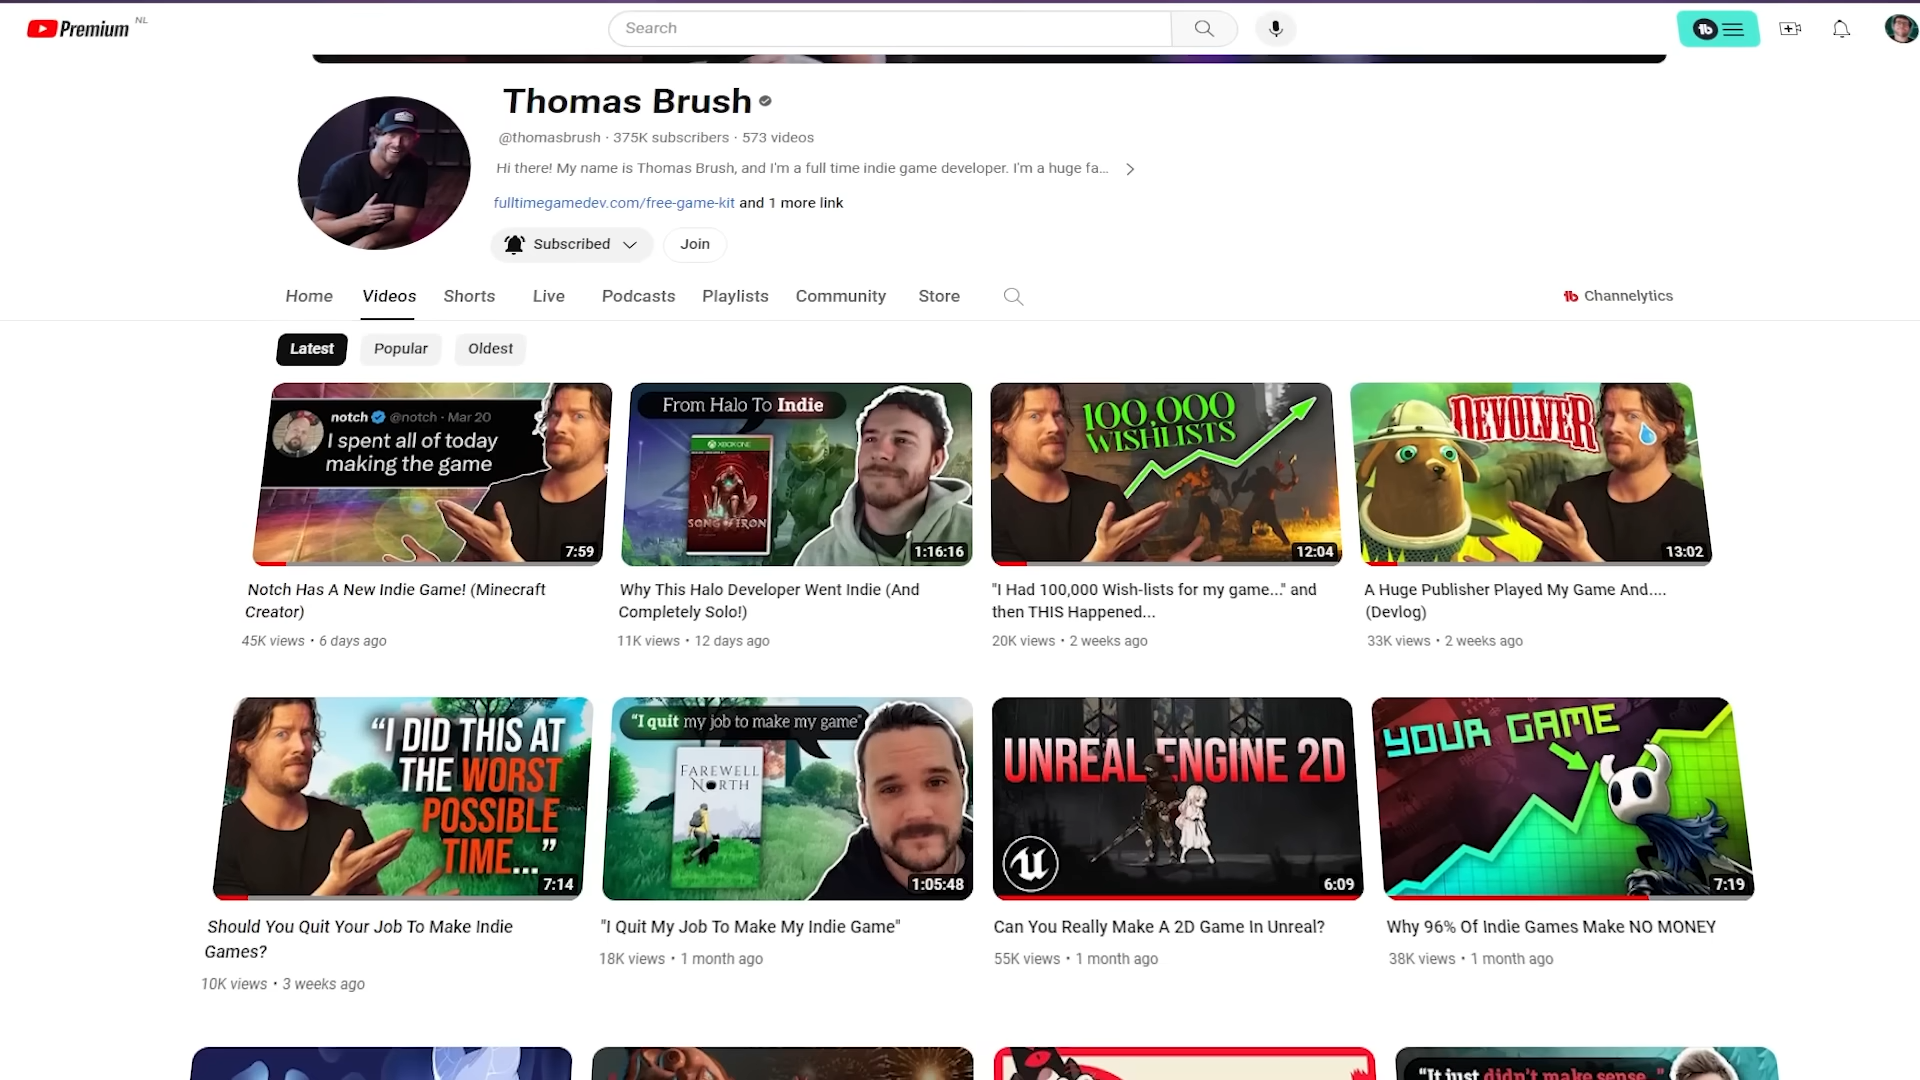 Premium NL
Search
Thomas Brush
@thomasbrush · 375K subscribers · 573 videos
Hi there! My name is Thomas Brush, and I'm a full time indie game developer. I'm a huge fa...
fulltimegamedev.com/free-game-kit and 1 more link
Subscribed
Join
Home
Videos
Shorts
Live
Podcasts
Playlists
Community
Store
Channelytics
Latest
Popular
Oldest
notch @notch · Mar 20
I spent all of today
making the game
7:59
From Halo To Indie
XBOX ONE
SONG OF IRON
1:16:16
100,000
WISHLISTS
12:04
DEVOLVER
13:02
Notch Has A New Indie Game! (Minecraft
Creator)
45K views • 6 days ago
Why This Halo Developer Went Indie (And
Completely Solo!)
11K views • 12 days ago
"I Had 100,000 Wish-lists for my game..." and
then THIS Happened...
20K views • 2 weeks ago
A Huge Publisher Played My Game And....
(Devlog)
33K views • 2 weeks ago
“I DID THIS AT
THE WORST
POSSIBLE
TIME...”
7:14
“I quit my job to make my game”
FAREWELL
NORTH
1:05:48
UNREAL ENGINE 2D
6:09
YOUR GAME
7:19
Should You Quit Your Job To Make Indie
Games?
10K views • 3 weeks ago
"I Quit My Job To Make My Indie Game"
18K views • 1 month ago
Can You Really Make A 2D Game In Unreal?
55K views • 1 month ago
Why 96% Of Indie Games Make NO MONEY
38K views • 1 month ago
“It just didn't make sense...”